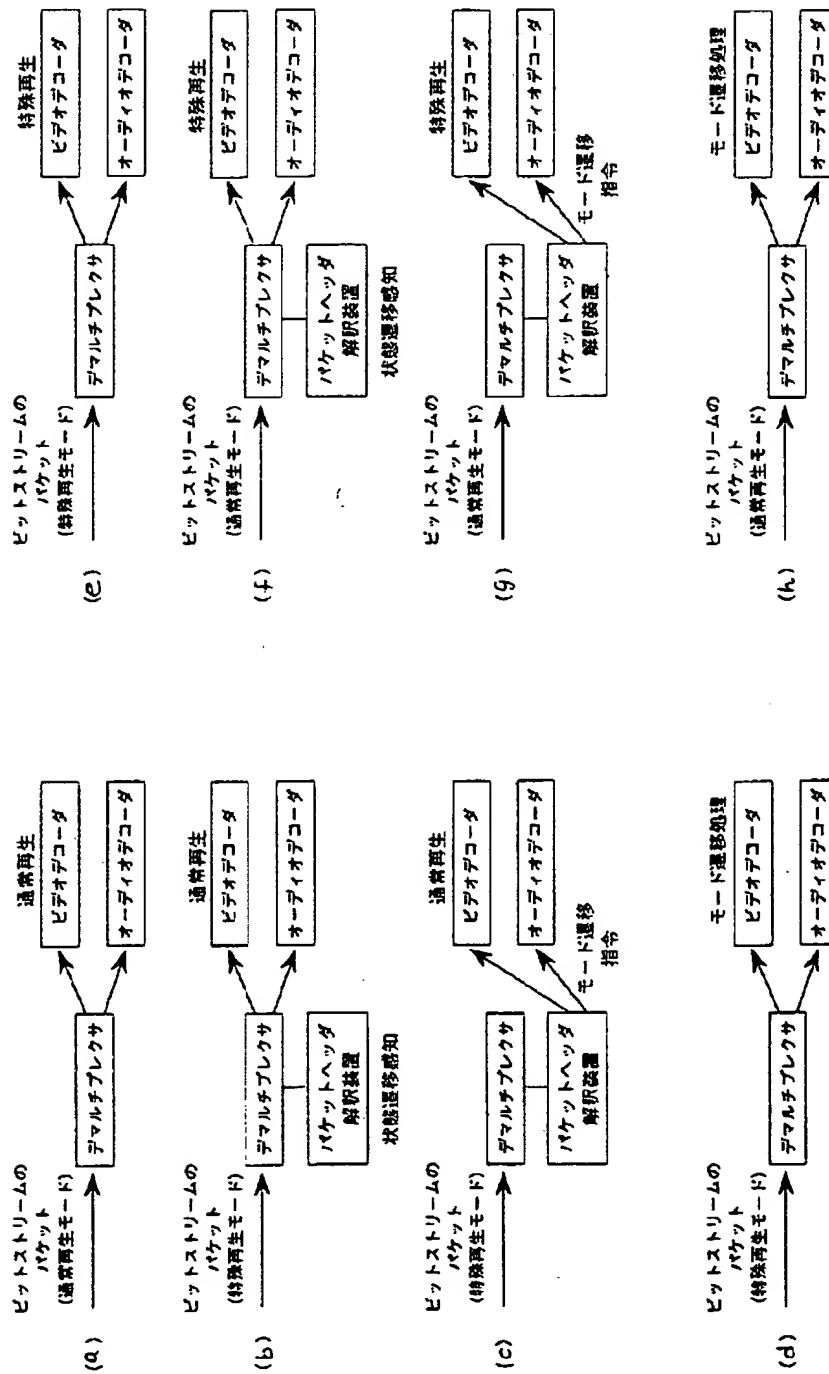 (a)
ビットストリームの
パケット
(通常再生モード)
デマルチプレクサ
通常再生
ビデオデコーダ
オーディオデコーダ
(b)
ビットストリームの
パケット
(特殊再生モード)
デマルチプレクサ
パケットヘッダ
解釈装置
状態遷移感知
通常再生
ビデオデコーダ
オーディオデコーダ
(c)
ビットストリームの
パケット
(特殊再生モード)
デマルチプレクサ
パケットヘッダ
解釈装置
モード遷移
指令
通常再生
ビデオデコーダ
オーディオデコーダ
(d)
ビットストリームの
パケット
(特殊再生モード)
デマルチプレクサ
モード遷移処理
ビデオデコーダ
オーディオデコーダ
(e)
ビットストリームの
パケット
(特殊再生モード)
デマルチプレクサ
特殊再生
ビデオデコーダ
オーディオデコーダ
(f)
ビットストリームの
パケット
(通常再生モード)
デマルチプレクサ
パケットヘッダ
解釈装置
状態遷移感知
特殊再生
ビデオデコーダ
オーディオデコーダ
(g)
ビットストリームの
パケット
(通常再生モード)
デマルチプレクサ
パケットヘッダ
解釈装置
モード遷移
指令
特殊再生
ビデオデコーダ
オーディオデコーダ
(h)
ビットストリームの
パケット
(通常再生モード)
デマルチプレクサ
モード遷移処理
ビデオデコーダ
オーディオデコーダ